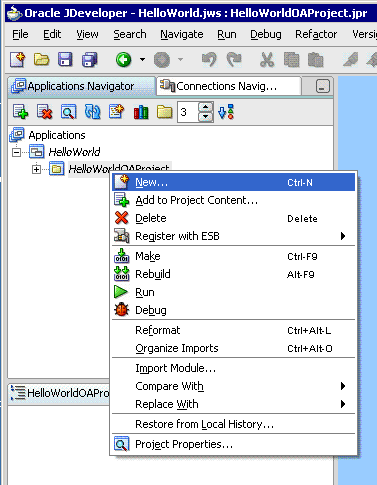 Oracle JDeveloper - HelloWorld.jws : HelloWorldOAProject.jpr
File Edit View Search Navigate Run Debug Refactor Versi
Applications Navigator Connections Navig...
3
Applications
HelloWorld
HelloWorldOAProject
New... Ctrl-N
Add to Project Content...
Delete Delete
Register with ESB
Make Ctrl-F9
Rebuild Alt-F9
Run
Debug
Reformat Ctrl+Alt-L
Organize Imports Ctrl+Alt-O
Import Module...
HelloWorldOAPro Compare With
Replace With
Restore from Local History...
Project Properties...